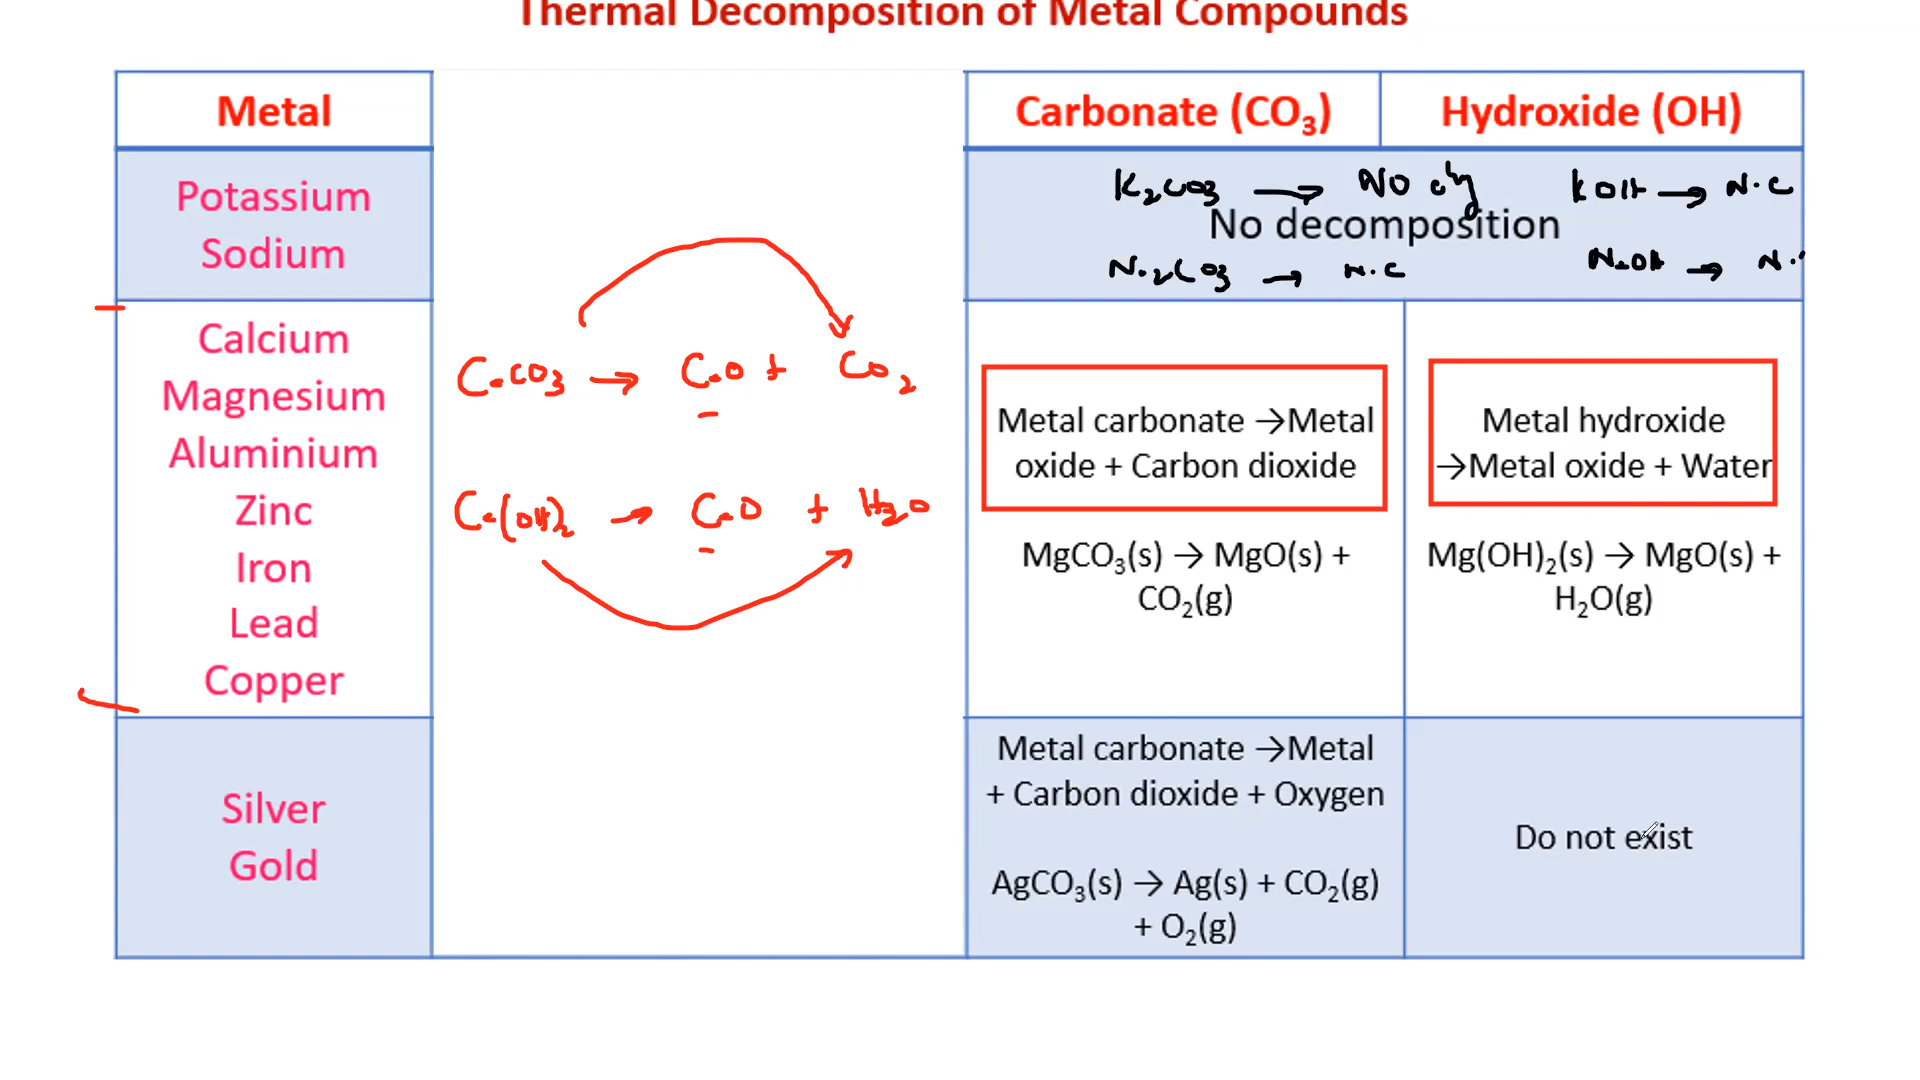 Thermal Decomposition of Metal Compounds
Metal
Carbonate (CO₃)
Hydroxide (OH)
Potassium
Sodium
K₂CO₃ → NO
KOH → N.C
No decomposition
Na₂CO₃ → N.C
NaOH → N.
Calcium
Magnesium
Aluminium
Zinc
Iron
Lead
Copper
CaCO₃ → CaO + CO₂
Ca(OH)₂ → CaO + H₂O
Metal carbonate →Metal
oxide + Carbon dioxide
MgCO₃(s) → MgO(s) +
CO₂(g)
Metal hydroxide
→Metal oxide + Water
Mg(OH)₂(s) → MgO(s) +
H₂O(g)
Silver
Gold
Metal carbonate →Metal
+ Carbon dioxide + Oxygen
AgCO₃(s) → Ag(s) + CO₂(g)
+ O₂(g)
Do not exist